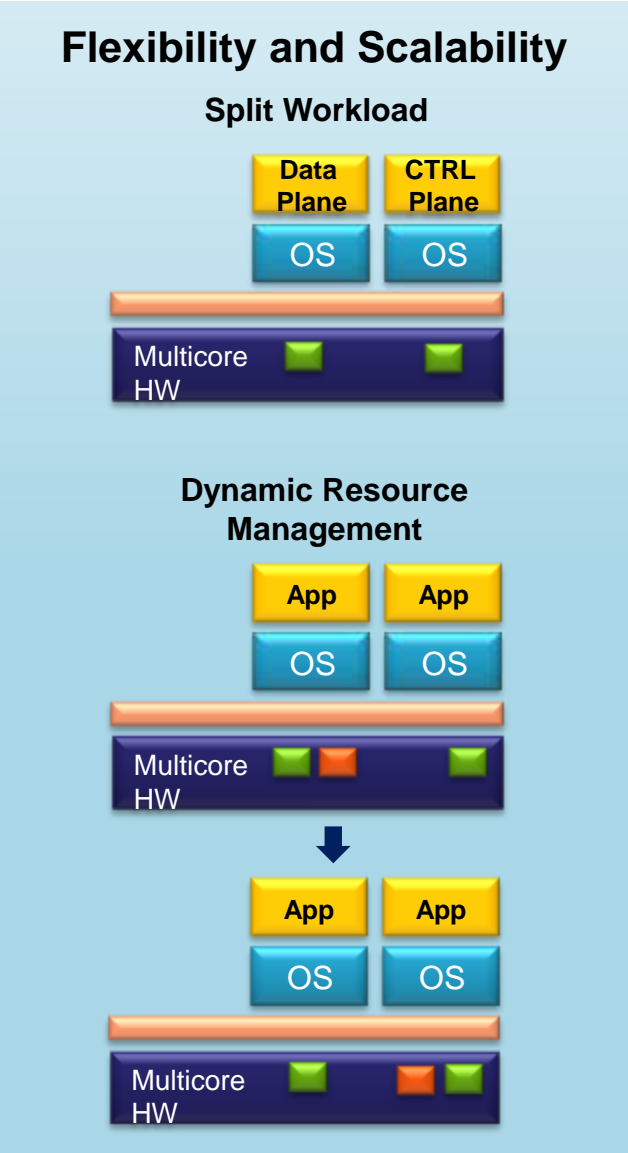 Flexibility and Scalability
Split Workload
Data
Plane
CTRL
Plane
OS
OS
Multicore
HW
Dynamic Resource
Management
App
App
OS
OS
Multicore
HW
App
App
OS
OS
Multicore
HW